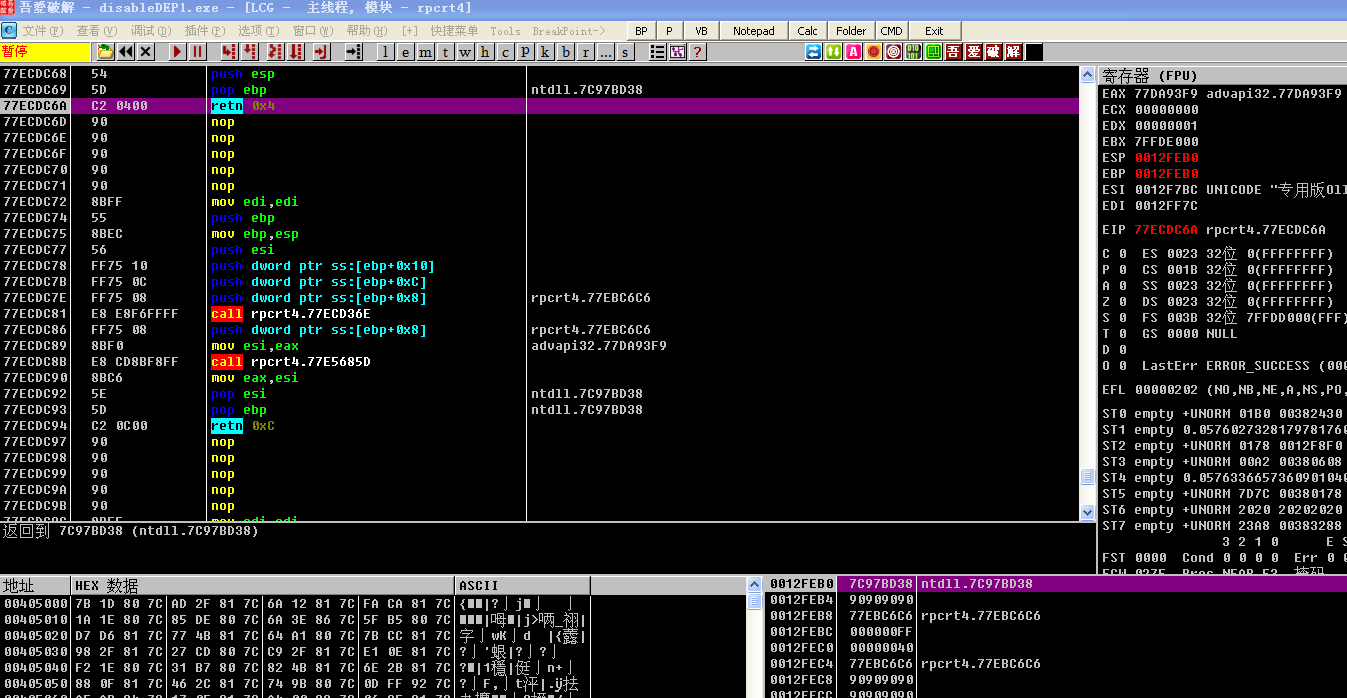 吾爱破解 - disableDEP1.exe - [LCG - 主线程, 模块 - rpcrt4]
文件(F) 查看(V) 调试(D) 插件(P) 选项(T) 窗口(W) 帮助(H) [+] 快捷菜单 Tools BreakPoint-> BP P VB Notepad Calc Folder CMD Exit
暂停 l e m t w h c p k b r ... s ? 吾 爱 破 解
77ECDC68 54 push esp
77ECDC69 5D pop ebp ntdll.7C97BD38
77ECDC6A C2 0400 retn 0x4
77ECDC6D 90 nop
77ECDC6E 90 nop
77ECDC6F 90 nop
77ECDC70 90 nop
77ECDC71 90 nop
77ECDC72 8BFF mov edi,edi
77ECDC74 55 push ebp
77ECDC75 8BEC mov ebp,esp
77ECDC77 56 push esi
77ECDC78 FF75 10 push dword ptr ss:[ebp+0x10]
77ECDC7B FF75 0C push dword ptr ss:[ebp+0xC]
77ECDC7E FF75 08 push dword ptr ss:[ebp+0x8] rpcrt4.77EBC6C6
77ECDC81 E8 E8F6FFFF call rpcrt4.77ECD36E
77ECDC86 FF75 08 push dword ptr ss:[ebp+0x8] rpcrt4.77EBC6C6
77ECDC89 8BF0 mov esi,eax advapi32.77DA93F9
77ECDC8B E8 CD8BF8FF call rpcrt4.77E5685D
77ECDC90 8BC6 mov eax,esi
77ECDC92 5E pop esi ntdll.7C97BD38
77ECDC93 5D pop ebp ntdll.7C97BD38
77ECDC94 C2 0C00 retn 0xC
77ECDC97 90 nop
77ECDC98 90 nop
77ECDC99 90 nop
77ECDC9A 90 nop
77ECDC9B 90 nop
返回到 7C97BD38 (ntdll.7C97BD38)
寄存器 (FPU)
EAX 77DA93F9 advapi32.77DA93F9
ECX 00000000
EDX 00000001
EBX 7FFDE000
ESP 0012FEB0
EBP 0012FEB0
ESI 0012F7BC UNICODE "专用版Oll
EDI 0012FF7C
EIP 77ECDC6A rpcrt4.77ECDC6A
C 0 ES 0023 32位 0(FFFFFFFF)
P 0 CS 001B 32位 0(FFFFFFFF)
A 0 SS 0023 32位 0(FFFFFFFF)
Z 0 DS 0023 32位 0(FFFFFFFF)
S 0 FS 003B 32位 7FFDD000(FFF)
T 0 GS 0000 NULL
D 0
O 0 LastErr ERROR_SUCCESS (000
EFL 00000202 (NO,NB,NE,A,NS,PO,
ST0 empty +UNORM 01B0 00382430
ST1 empty 0.0576027328179781760
ST2 empty +UNORM 0178 0012F8F0
ST3 empty +UNORM 00A2 00380608
ST4 empty 0.0576336657360901040
ST5 empty +UNORM 7D7C 00380178
ST6 empty +UNORM 2020 20202020
ST7 empty +UNORM 23A8 00383288
3 2 1 0 E S
FST 0000 Cond 0 0 0 0 Err 0 0
地址 HEX 数据 ASCII
00405000 7B 1D 80 7C AD 2F 81 7C 6A 12 81 7C FA CA 81 7C
00405010 1A 1E 80 7C 85 DE 80 7C 6A 3E 86 7C 5F B5 80 7C
00405020 D7 D6 81 7C 77 4B 81 7C 64 A1 80 7C 7B CC 81 7C
00405030 98 2F 81 7C 27 CD 80 7C C9 2F 81 7C E1 0E 81 7C
00405040 F2 1E 80 7C 31 B7 80 7C 82 4B 81 7C 6E 2B 81 7C
00405050 88 0F 81 7C 46 2C 81 7C 74 9B 80 7C 0D FF 92 7C
0012FEB0 7C97BD38 ntdll.7C97BD38
0012FEB4 90909090
0012FEB8 77EBC6C6 rpcrt4.77EBC6C6
0012FEBC 000000FF
0012FEC0 00000040
0012FEC4 77EBC6C6 rpcrt4.77EBC6C6
0012FEC8 90909090